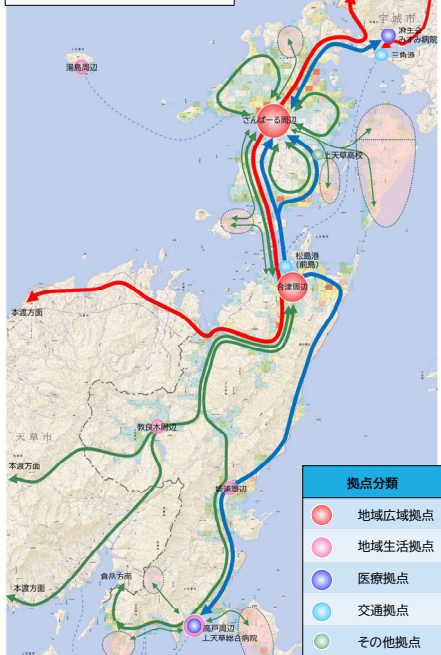 宇城市
済生会
みすみ病院
三角港
湯島周辺
さんぱーる周辺
上天草高校
松島港
(前島)
合津周辺
本渡方面
教良木周辺
天草市
本渡方面
姫浦周辺
本渡方面
倉岳方面
高戸周辺
上天草総合病院
拠点分類
地域広域拠点
地域生活拠点
医療拠点
交通拠点
その他拠点